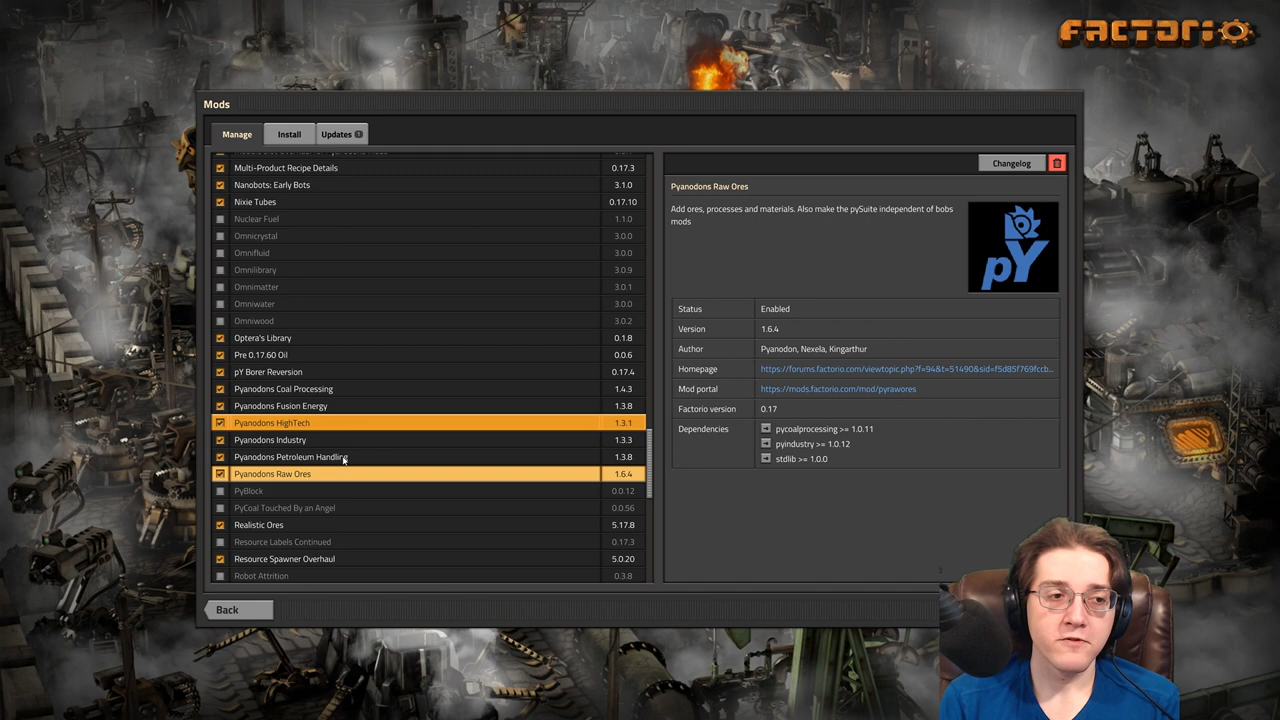 FACTORIO
Mods
Manage Install Updates
Multi-Product Recipe Details 0.17.3
Nanobots: Early Bots 3.1.0
Nixie Tubes 0.17.10
Nuclear Fuel 1.1.0
Omnicrystal 3.0.0
Omnifluid 3.0.0
Omnilibrary 3.0.9
Omnimatter 3.0.1
Omniwater 3.0.0
Omniwood 3.0.2
Optera's Library 0.1.8
Pre 0.17.60 Oil 0.0.6
pY Borer Reversion 0.17.4
Pyanodons Coal Processing 1.4.3
Pyanodons Fusion Energy 1.3.8
Pyanodons HighTech 1.3.1
Pyanodons Industry 1.3.3
Pyanodons Petroleum Handling 1.3.8
Pyanodons Raw Ores 1.6.4
PyBlock 0.0.12
PyCoal Touched By an Angel 0.0.56
Realistic Ores 5.17.8
Resource Labels Continued 0.17.3
Resource Spawner Overhaul 5.0.20
Robot Attrition 0.3.8
Back
Changelog
Pyanodons Raw Ores
Add ores, processes and materials. Also make the pySuite independent of bobs
mods
pY
Status Enabled
Version 1.6.4
Author Pyanodon, Nexela, Kingarthur
Homepage https://forums.factorio.com/viewtopic.php?f=94&t=51490&sid=f5d85f769fccb...
Mod portal https://mods.factorio.com/mod/pyrawores
Factorio version 0.17
Dependencies pycoalprocessing >= 1.0.11
pyindustry >= 1.0.12
stdlib >= 1.0.0